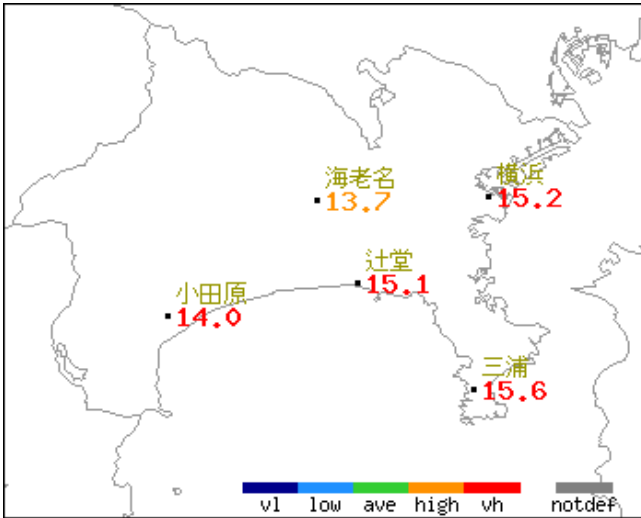 海老名
13.7
横浜
15.2
辻堂
15.1
小田原
14.0
三浦
15.6
vl low ave high vh notdef